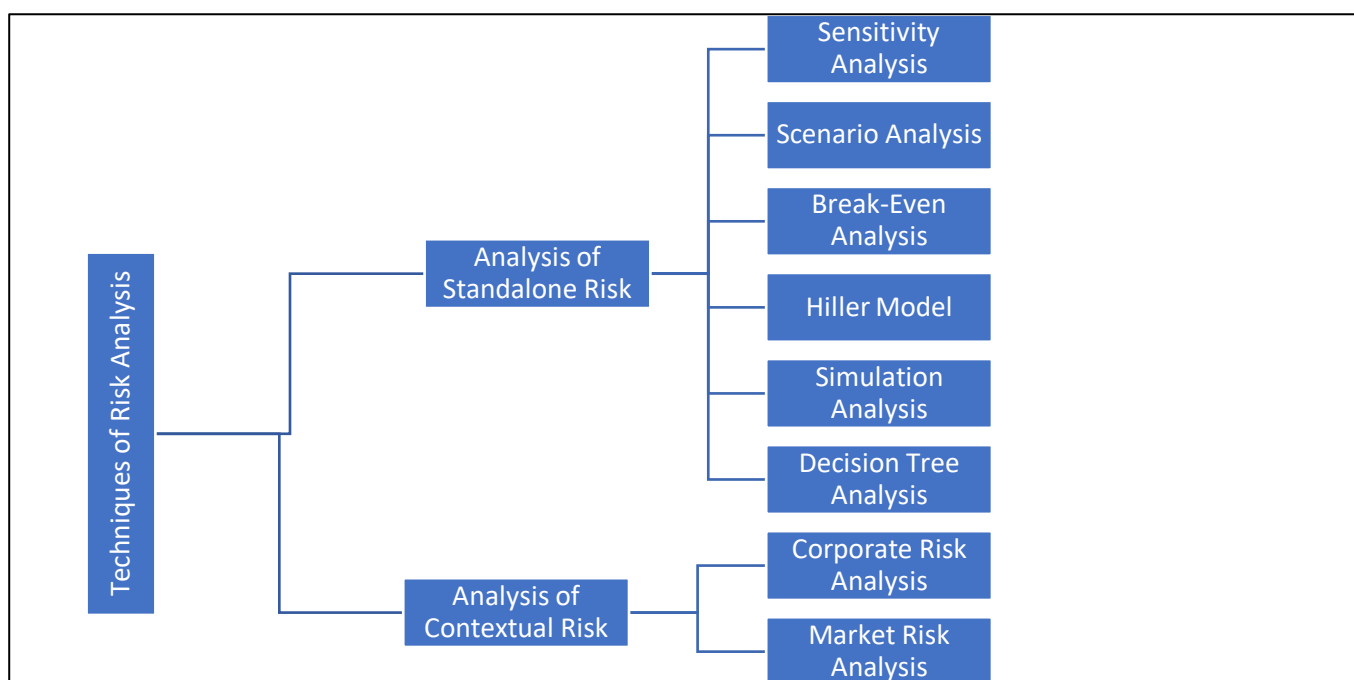 Techniques of Risk Analysis
Analysis of
Standalone Risk
Sensitivity
Analysis
Scenario Analysis
Break-Even
Analysis
Hiller Model
Simulation
Analysis
Decision Tree
Analysis
Analysis of
Contextual Risk
Corporate Risk
Analysis
Market Risk
Analysis